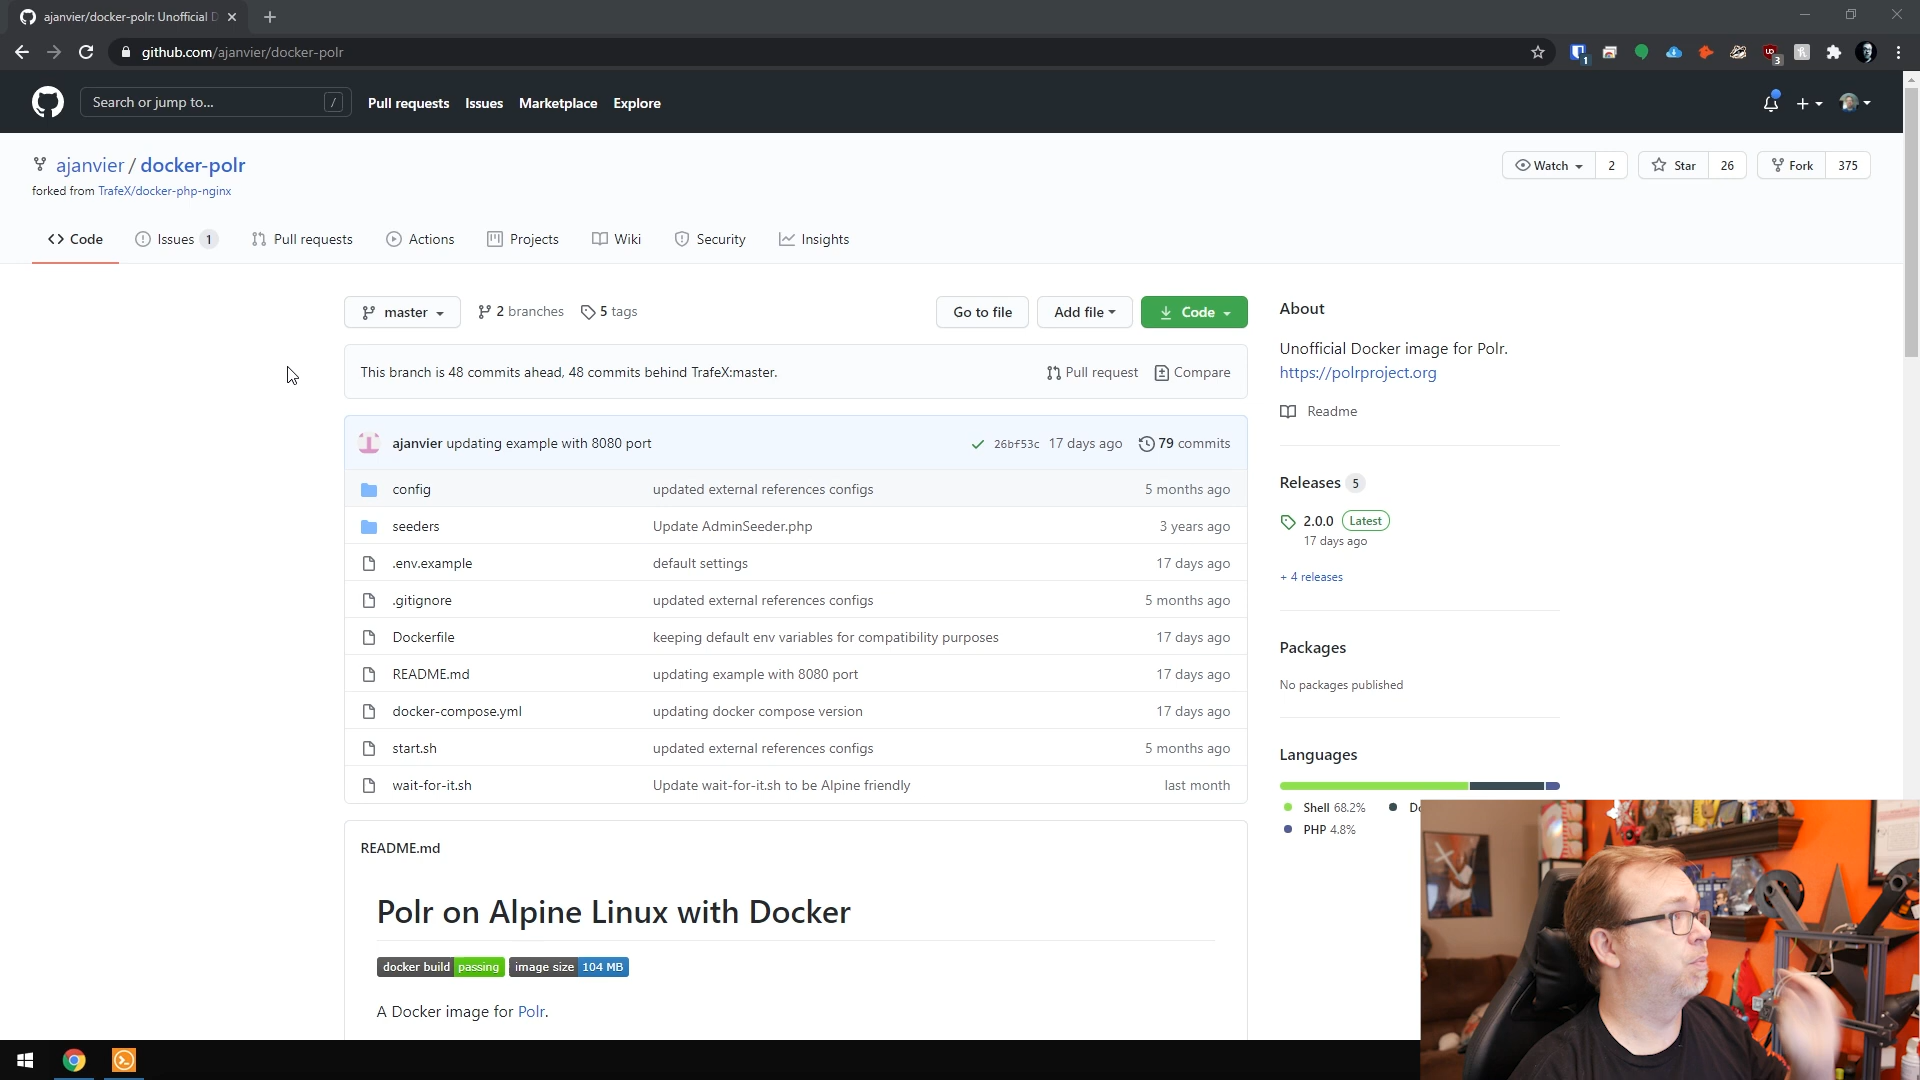 ajanvier/docker-polr: Unofficial D
github.com/ajanvier/docker-polr
1
3
Search or jump to...
/
Pull requests
Issues
Marketplace
Explore
ajanvier / docker-polr
forked from TrafeX/docker-php-nginx
Watch
2
Star
26
Fork
375
Code
Issues 1
Pull requests
Actions
Projects
Wiki
Security
Insights
master
2 branches
5 tags
Go to file
Add file
Code
This branch is 48 commits ahead, 48 commits behind TrafeX:master.
Pull request
Compare
ajanvier updating example with 8080 port
26bf53c 17 days ago
79 commits
config
updated external references configs
5 months ago
seeders
Update AdminSeeder.php
3 years ago
.env.example
default settings
17 days ago
.gitignore
updated external references configs
5 months ago
Dockerfile
keeping default env variables for compatibility purposes
17 days ago
README.md
updating example with 8080 port
17 days ago
docker-compose.yml
updating docker compose version
17 days ago
start.sh
updated external references configs
5 months ago
wait-for-it.sh
Update wait-for-it.sh to be Alpine friendly
last month
README.md
Polr on Alpine Linux with Docker
docker build passing
image size 104 MB
A Docker image for Polr.
About
Unofficial Docker image for Polr.
https://polrproject.org
Readme
Releases 5
2.0.0 Latest
17 days ago
+ 4 releases
Packages
No packages published
Languages
Shell 68.2%
PHP 4.8%